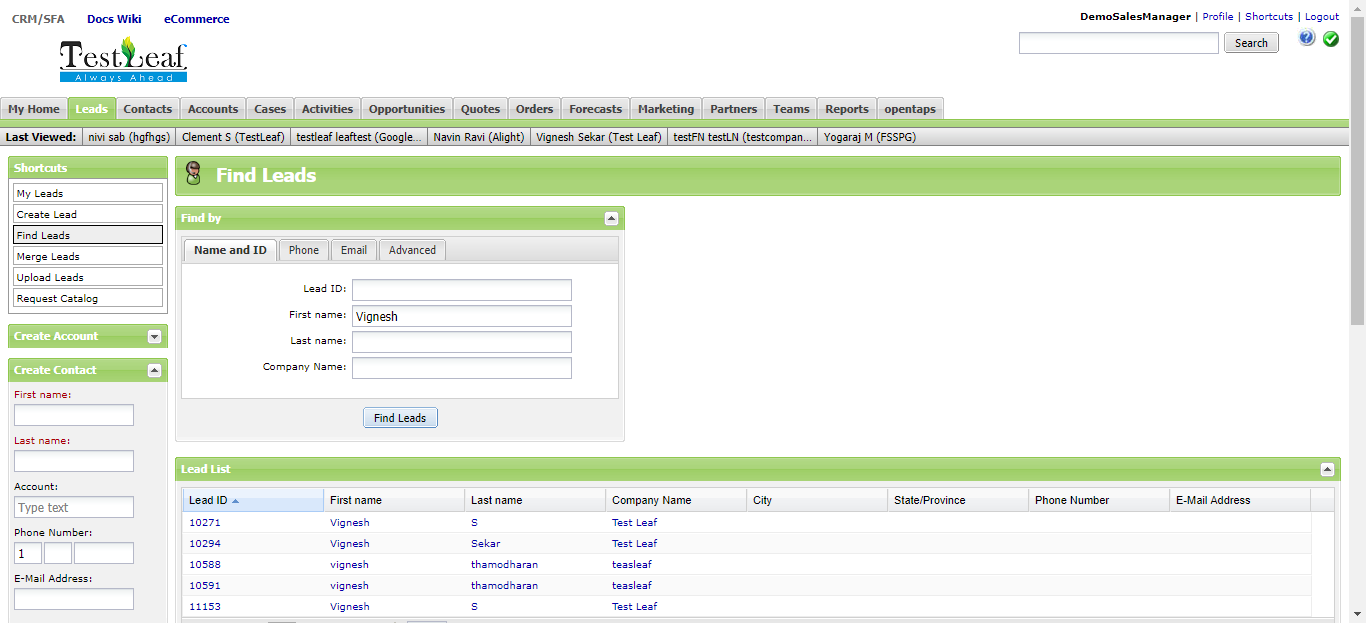 CRM/SFA Docs Wiki eCommerce
DemoSalesManager | Profile | Shortcuts | Logout
TestLeaf
Always Ahead
Search
My Home Leads Contacts Accounts Cases Activities Opportunities Quotes Orders Forecasts Marketing Partners Teams Reports opentaps
Last Viewed: nivi sab (hgfhgs) Clement S (TestLeaf) testleaf leaftest (Google... Navin Ravi (Alight) Vignesh Sekar (Test Leaf) testFN testLN (testcompan... Yogaraj M (FSSPG)
Shortcuts
My Leads
Create Lead
Find Leads
Merge Leads
Upload Leads
Request Catalog
Create Account
Create Contact
First name:
Last name:
Account:
Type text
Phone Number:
1
E-Mail Address:
Find Leads
Find by
Name and ID Phone Email Advanced
Lead ID:
First name: Vignesh
Last name:
Company Name:
Find Leads
Lead List
Lead ID First name Last name Company Name City State/Province Phone Number E-Mail Address
10271 Vignesh S Test Leaf
10294 Vignesh Sekar Test Leaf
10588 vignesh thamodharan teasleaf
10591 vignesh thamodharan teasleaf
11153 Vignesh S Test Leaf